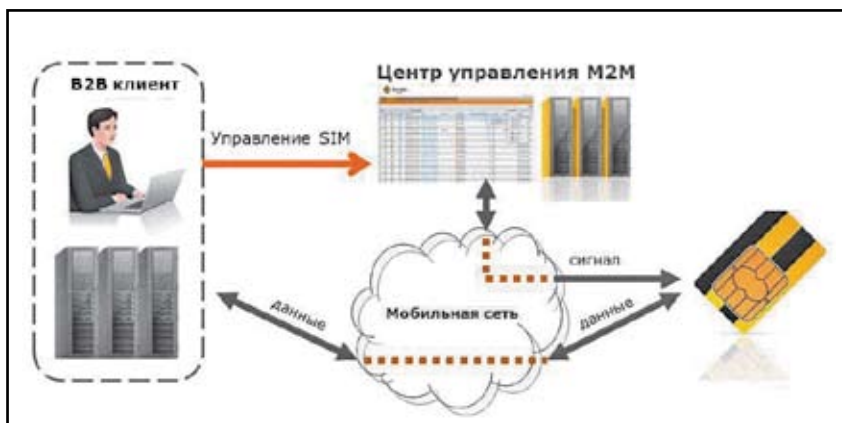 B2B клиент
Центр управления M2M
Управление SIM
сигнал
данные
Мобильная сеть
данные